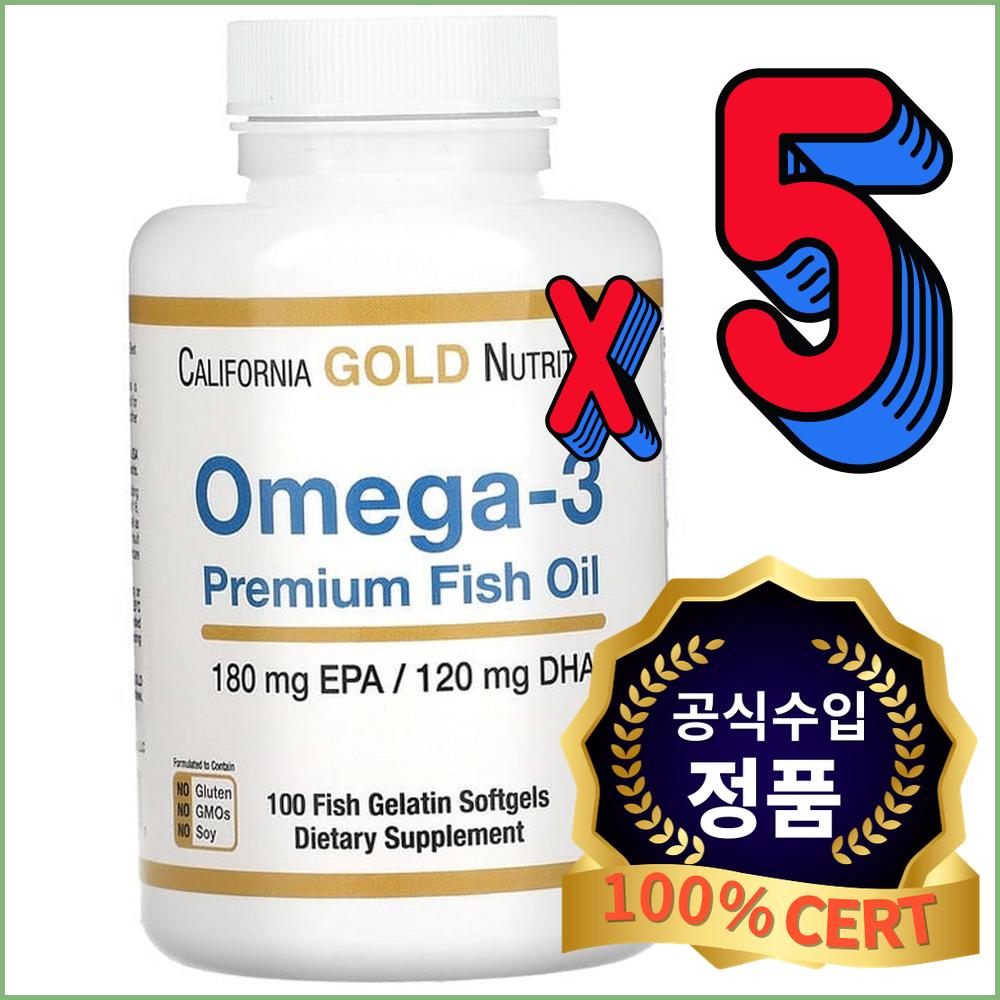 CALIFORNIA GOLD NUTRIT
x 5
Omega-3
Premium Fish Oil
180 mg EPA / 120 mg DHA
Formulated to Contain
NO Gluten
NO GMOs
NO Soy
100 Fish Gelatin Softgels
Dietary Supplement
공식수입
정품
100% CERT